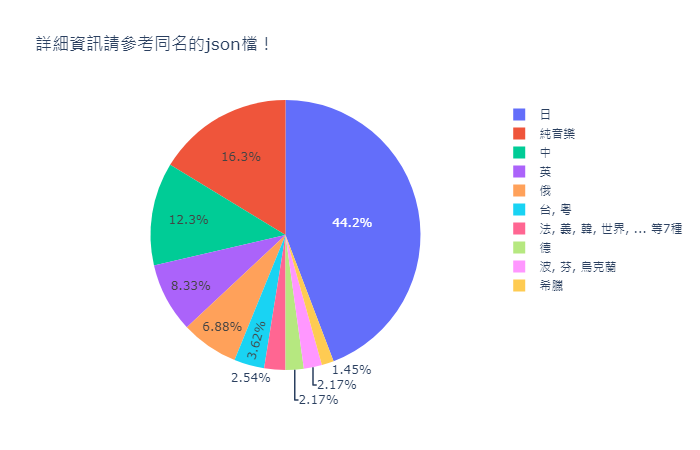 詳細資訊請參考同名的json檔！
44.2%
16.3%
12.3%
8.33%
6.88%
3.62%
2.54%
2.17%
2.17%
1.45%
日
純音樂
中
英
俄
台, 粵
法, 義, 韓, 世界, ... 等7種
德
波, 芬, 烏克蘭
希臘